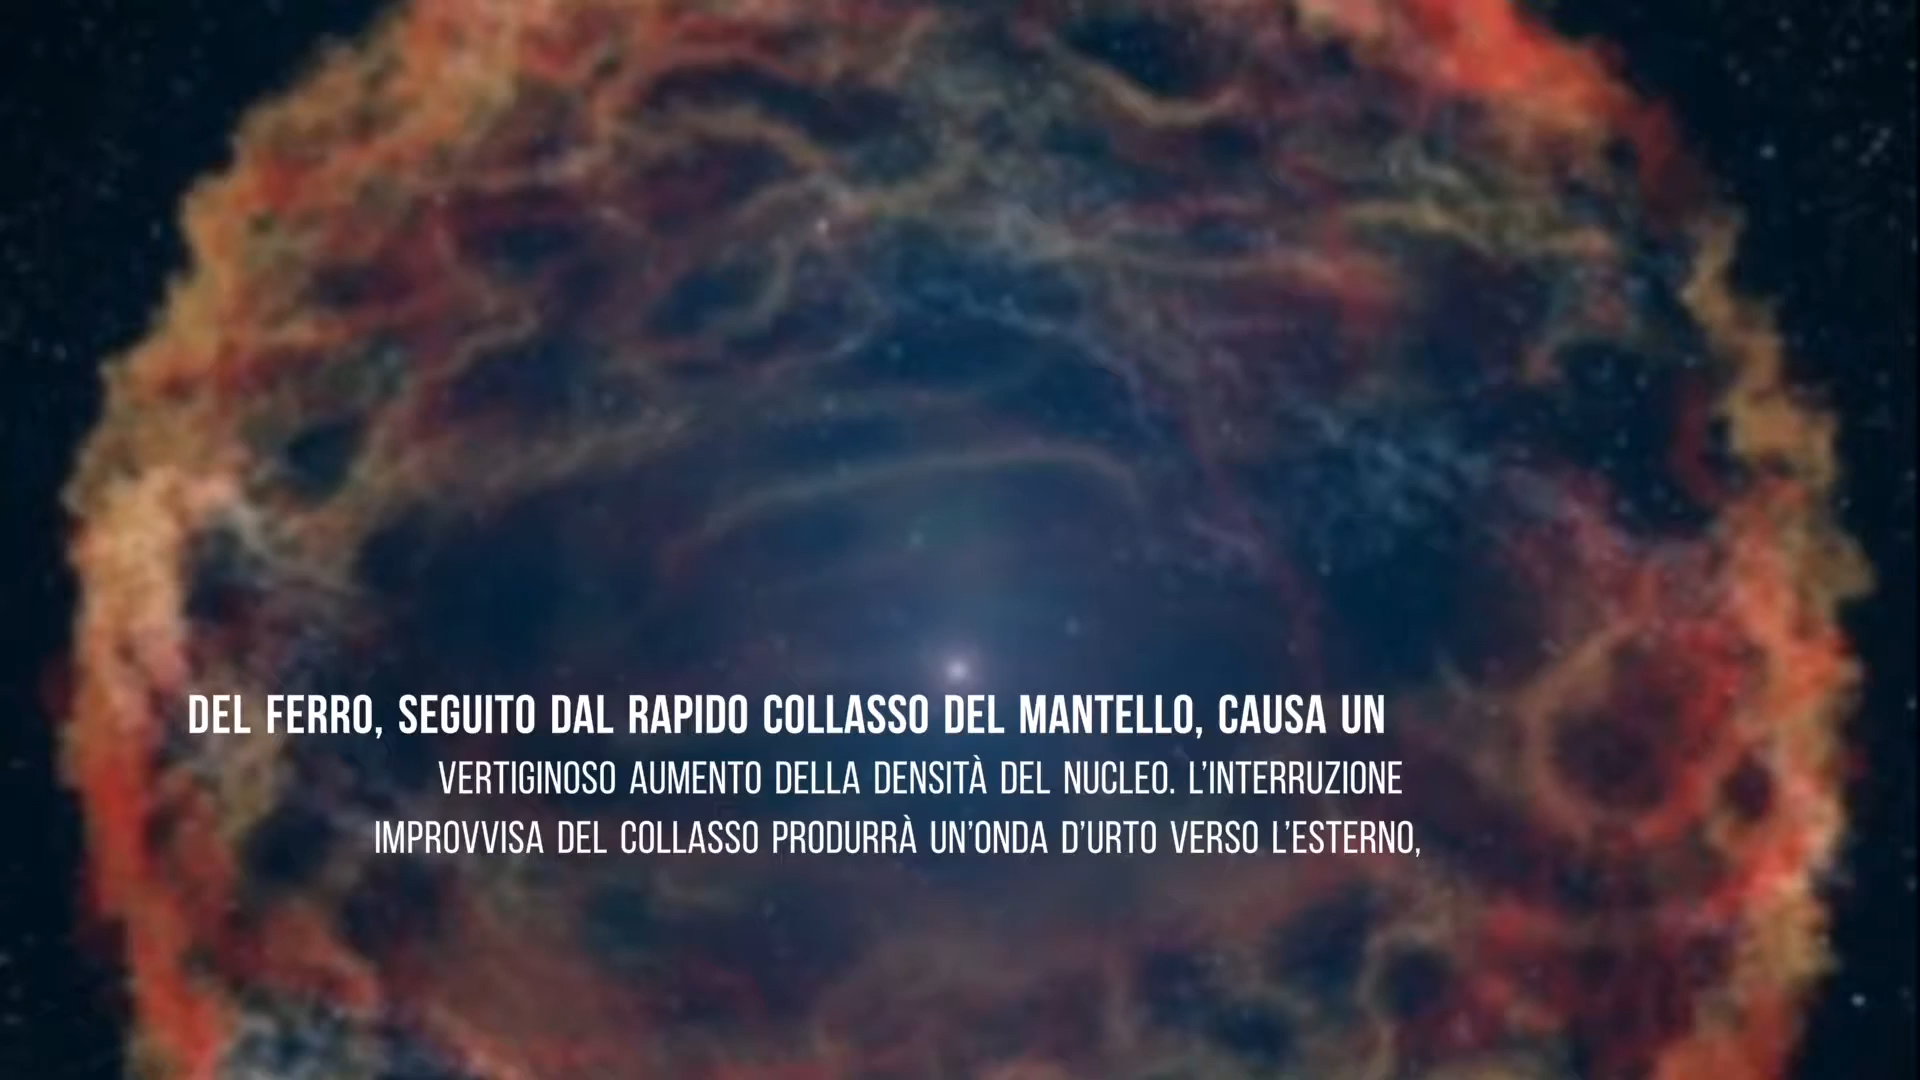 DEL FERRO, SEGUITO DAL RAPIDO COLLASSO DEL MANTELLO, CAUSA UN
VERTIGINOSO AUMENTO DELLA DENSITÀ DEL NUCLEO. L’INTERRUZIONE
IMPROVVISA DEL COLLASSO PRODURRÀ UN’ONDA D’URTO VERSO L’ESTERNO,